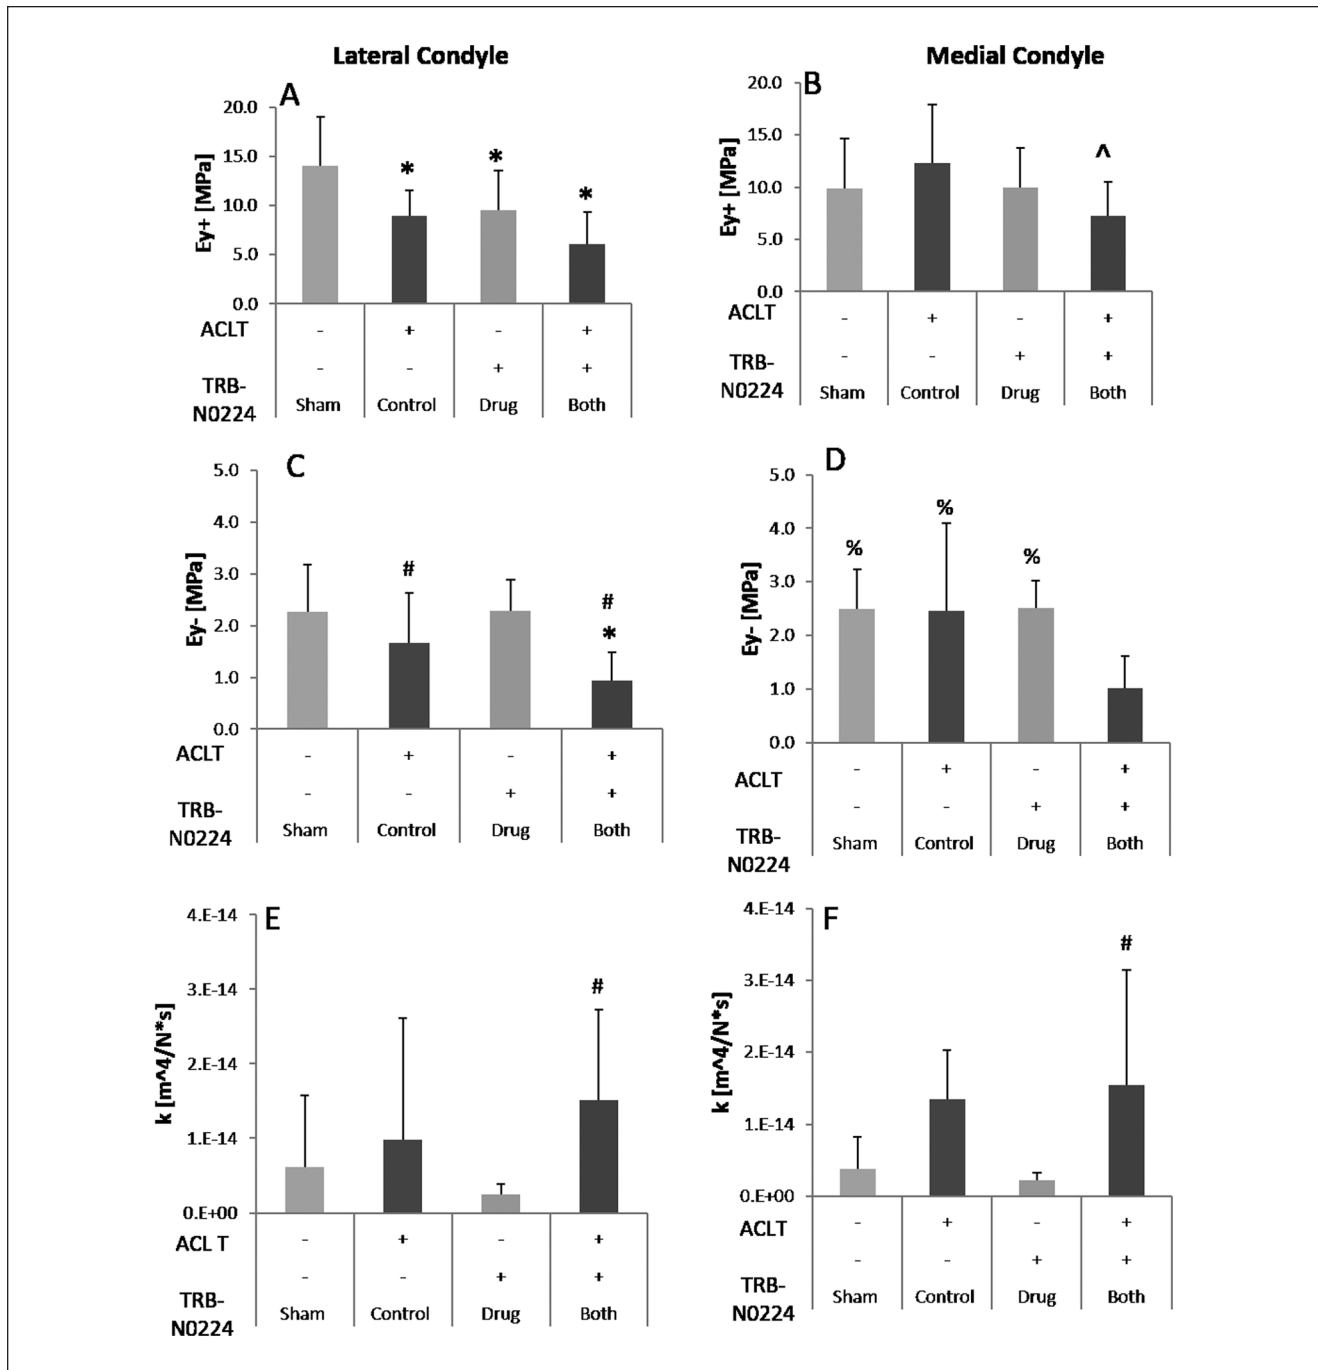 Lateral Condyle
Medial Condyle
A
20.0
15.0
10.0
5.0
0.0
Ey+ [MPa]
*
*
*
ACLT - + - +
TRB-N0224 - - + +
Sham Control Drug Both
B
20.0
15.0
10.0
5.0
0.0
Ey+ [MPa]
^
ACLT - + - +
TRB-N0224 - - + +
Sham Control Drug Both
C
5.0
4.0
3.0
2.0
1.0
0.0
Ey- [MPa]
#
#
*
ACLT - + - +
TRB-N0224 - - + +
Sham Control Drug Both
D
5.0
4.0
3.0
2.0
1.0
0.0
Ey- [MPa]
%
%
%
ACLT - + - +
TRB-N0224 - - + +
Sham Control Drug Both
E
4.E-14
3.E-14
2.E-14
1.E-14
0.E+00
k [m^4/N*s]
#
ACL T - + - +
TRB-N0224 - - + +
Sham Control Drug Both
F
4.E-14
3.E-14
2.E-14
1.E-14
0.E+00
k [m^4/N*s]
#
ACLT - + - +
TRB-N0224 - - + +
Sham Control Drug Both